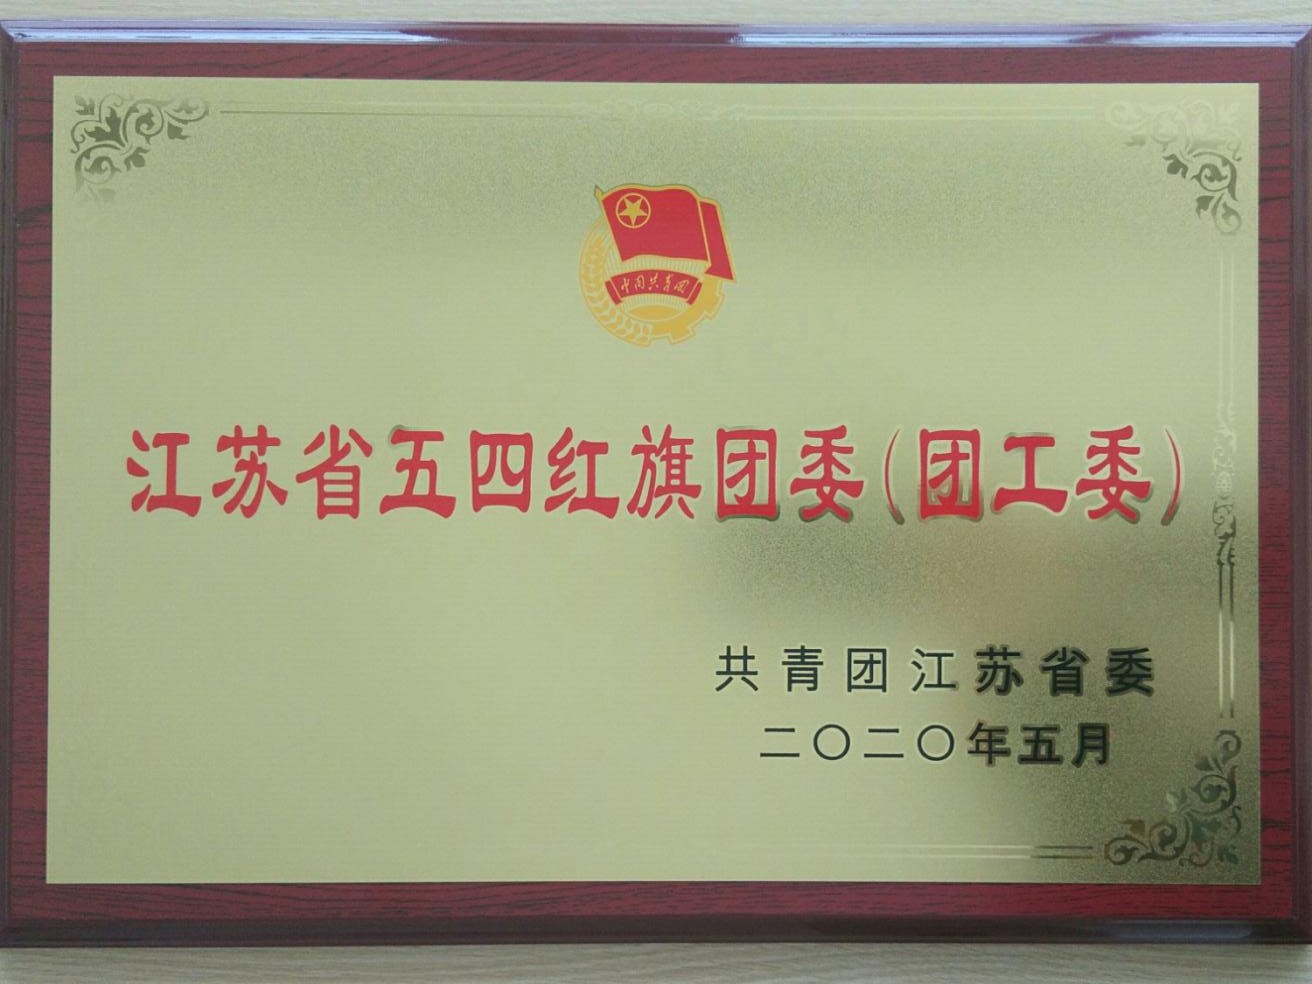 中国共青团
江苏省五四红旗团委(团工委)
共青团江苏省委
二〇二〇年五月